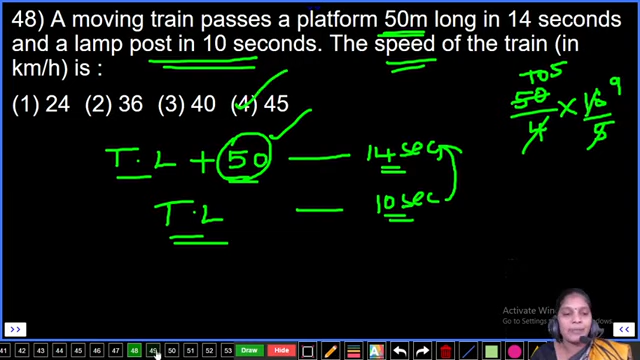 48) A moving train passes a platform 50m long in 14 seconds
and a lamp post in 10 seconds. The speed of the train (in
km/h) is :
(1) 24 (2) 36 (3) 40 (4) 45
T.L + 50 — 14 sec
T.L — 10 sec
10 5
50/4 × 18/5 9
Activate Windows
Go to Settings to
>> 41 42 43 44 45 46 47 48 49 50 51 52 53 Draw Hide >>